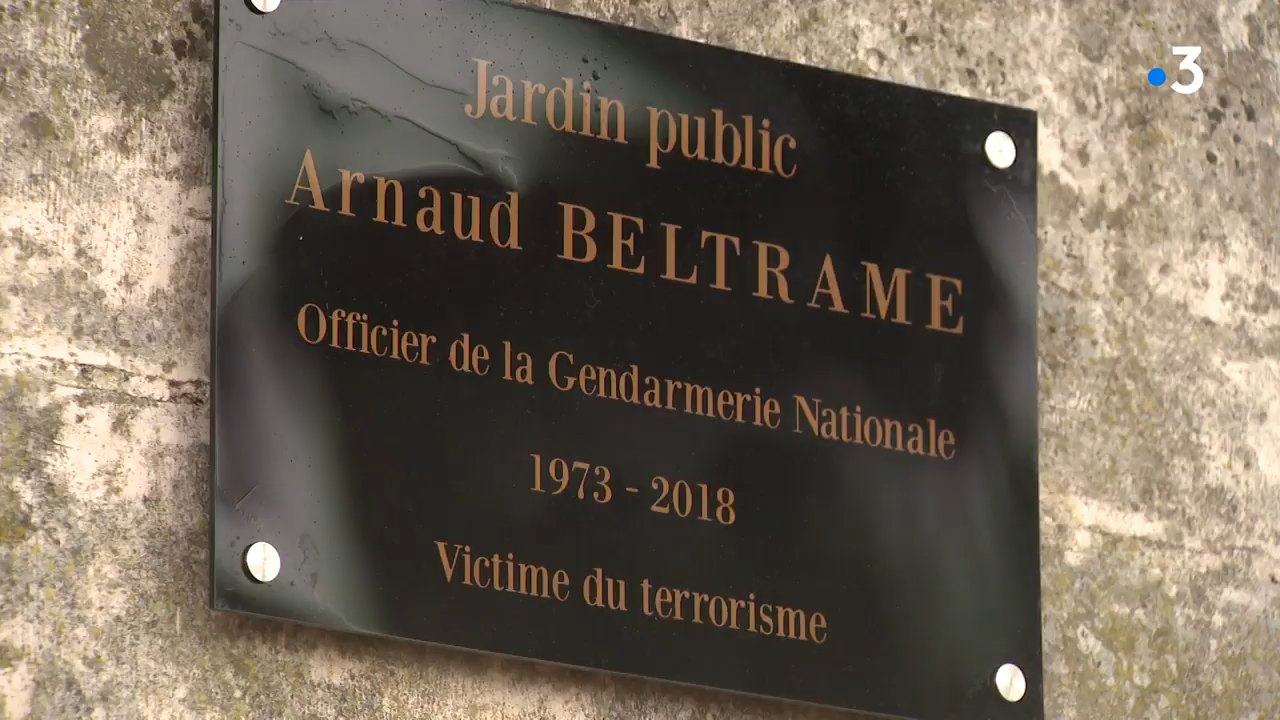 Jardin public
Arnaud BELTRAME
Officier de la Gendarmerie Nationale
1973 - 2018
Victime du terrorisme
3